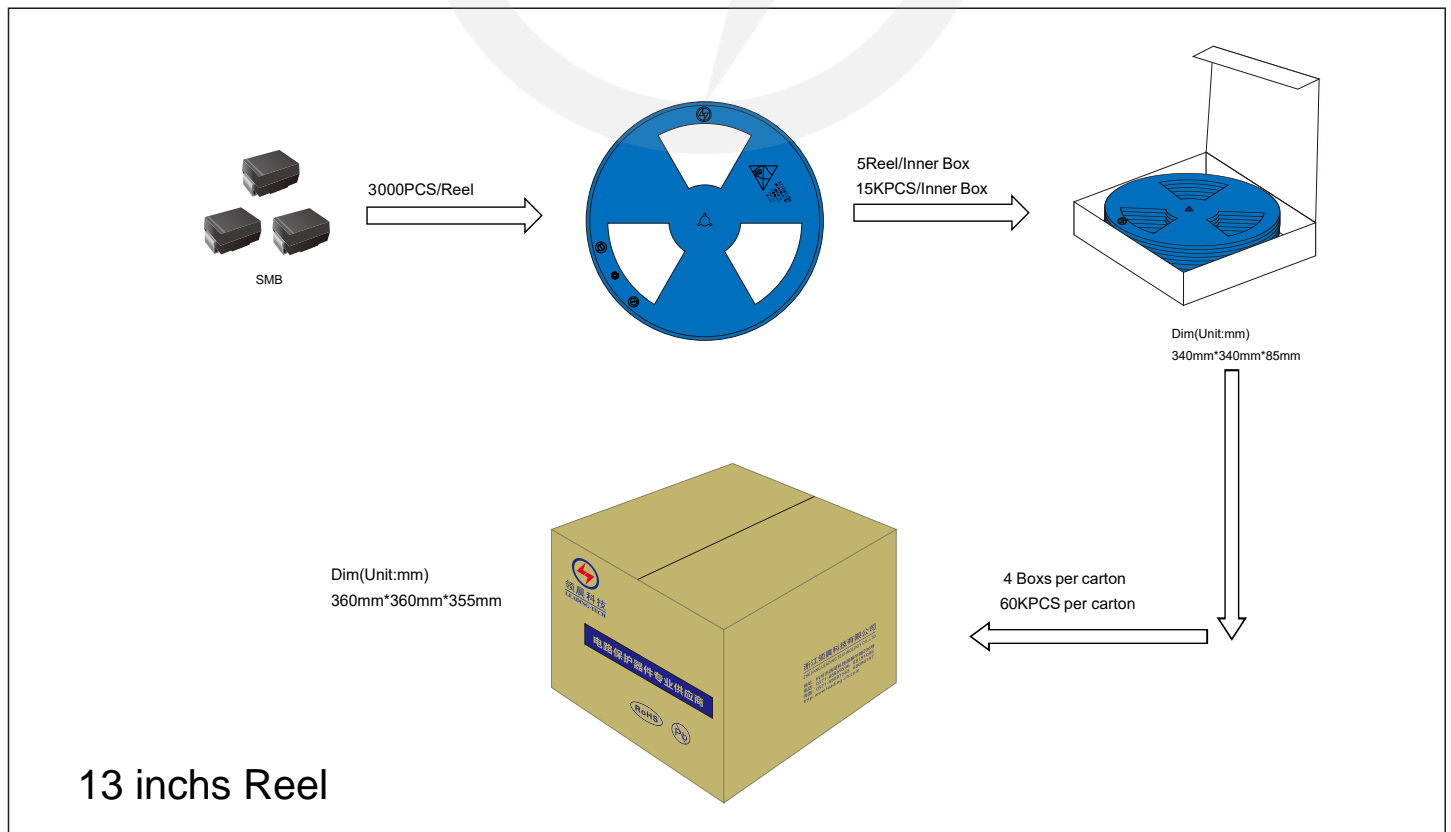 3000PCS/Reel
SMB
5Reel/Inner Box
15KPCS/Inner Box
Dim(Unit:mm)
340mm*340mm*85mm
4 Boxs per carton
60KPCS per carton
Dim(Unit:mm)
360mm*360mm*355mm
领晨科技
LEADING-TECH
电路保护器件专业供应商
RoHS
Pb
浙江领晨科技有限公司
13 inchs Reel